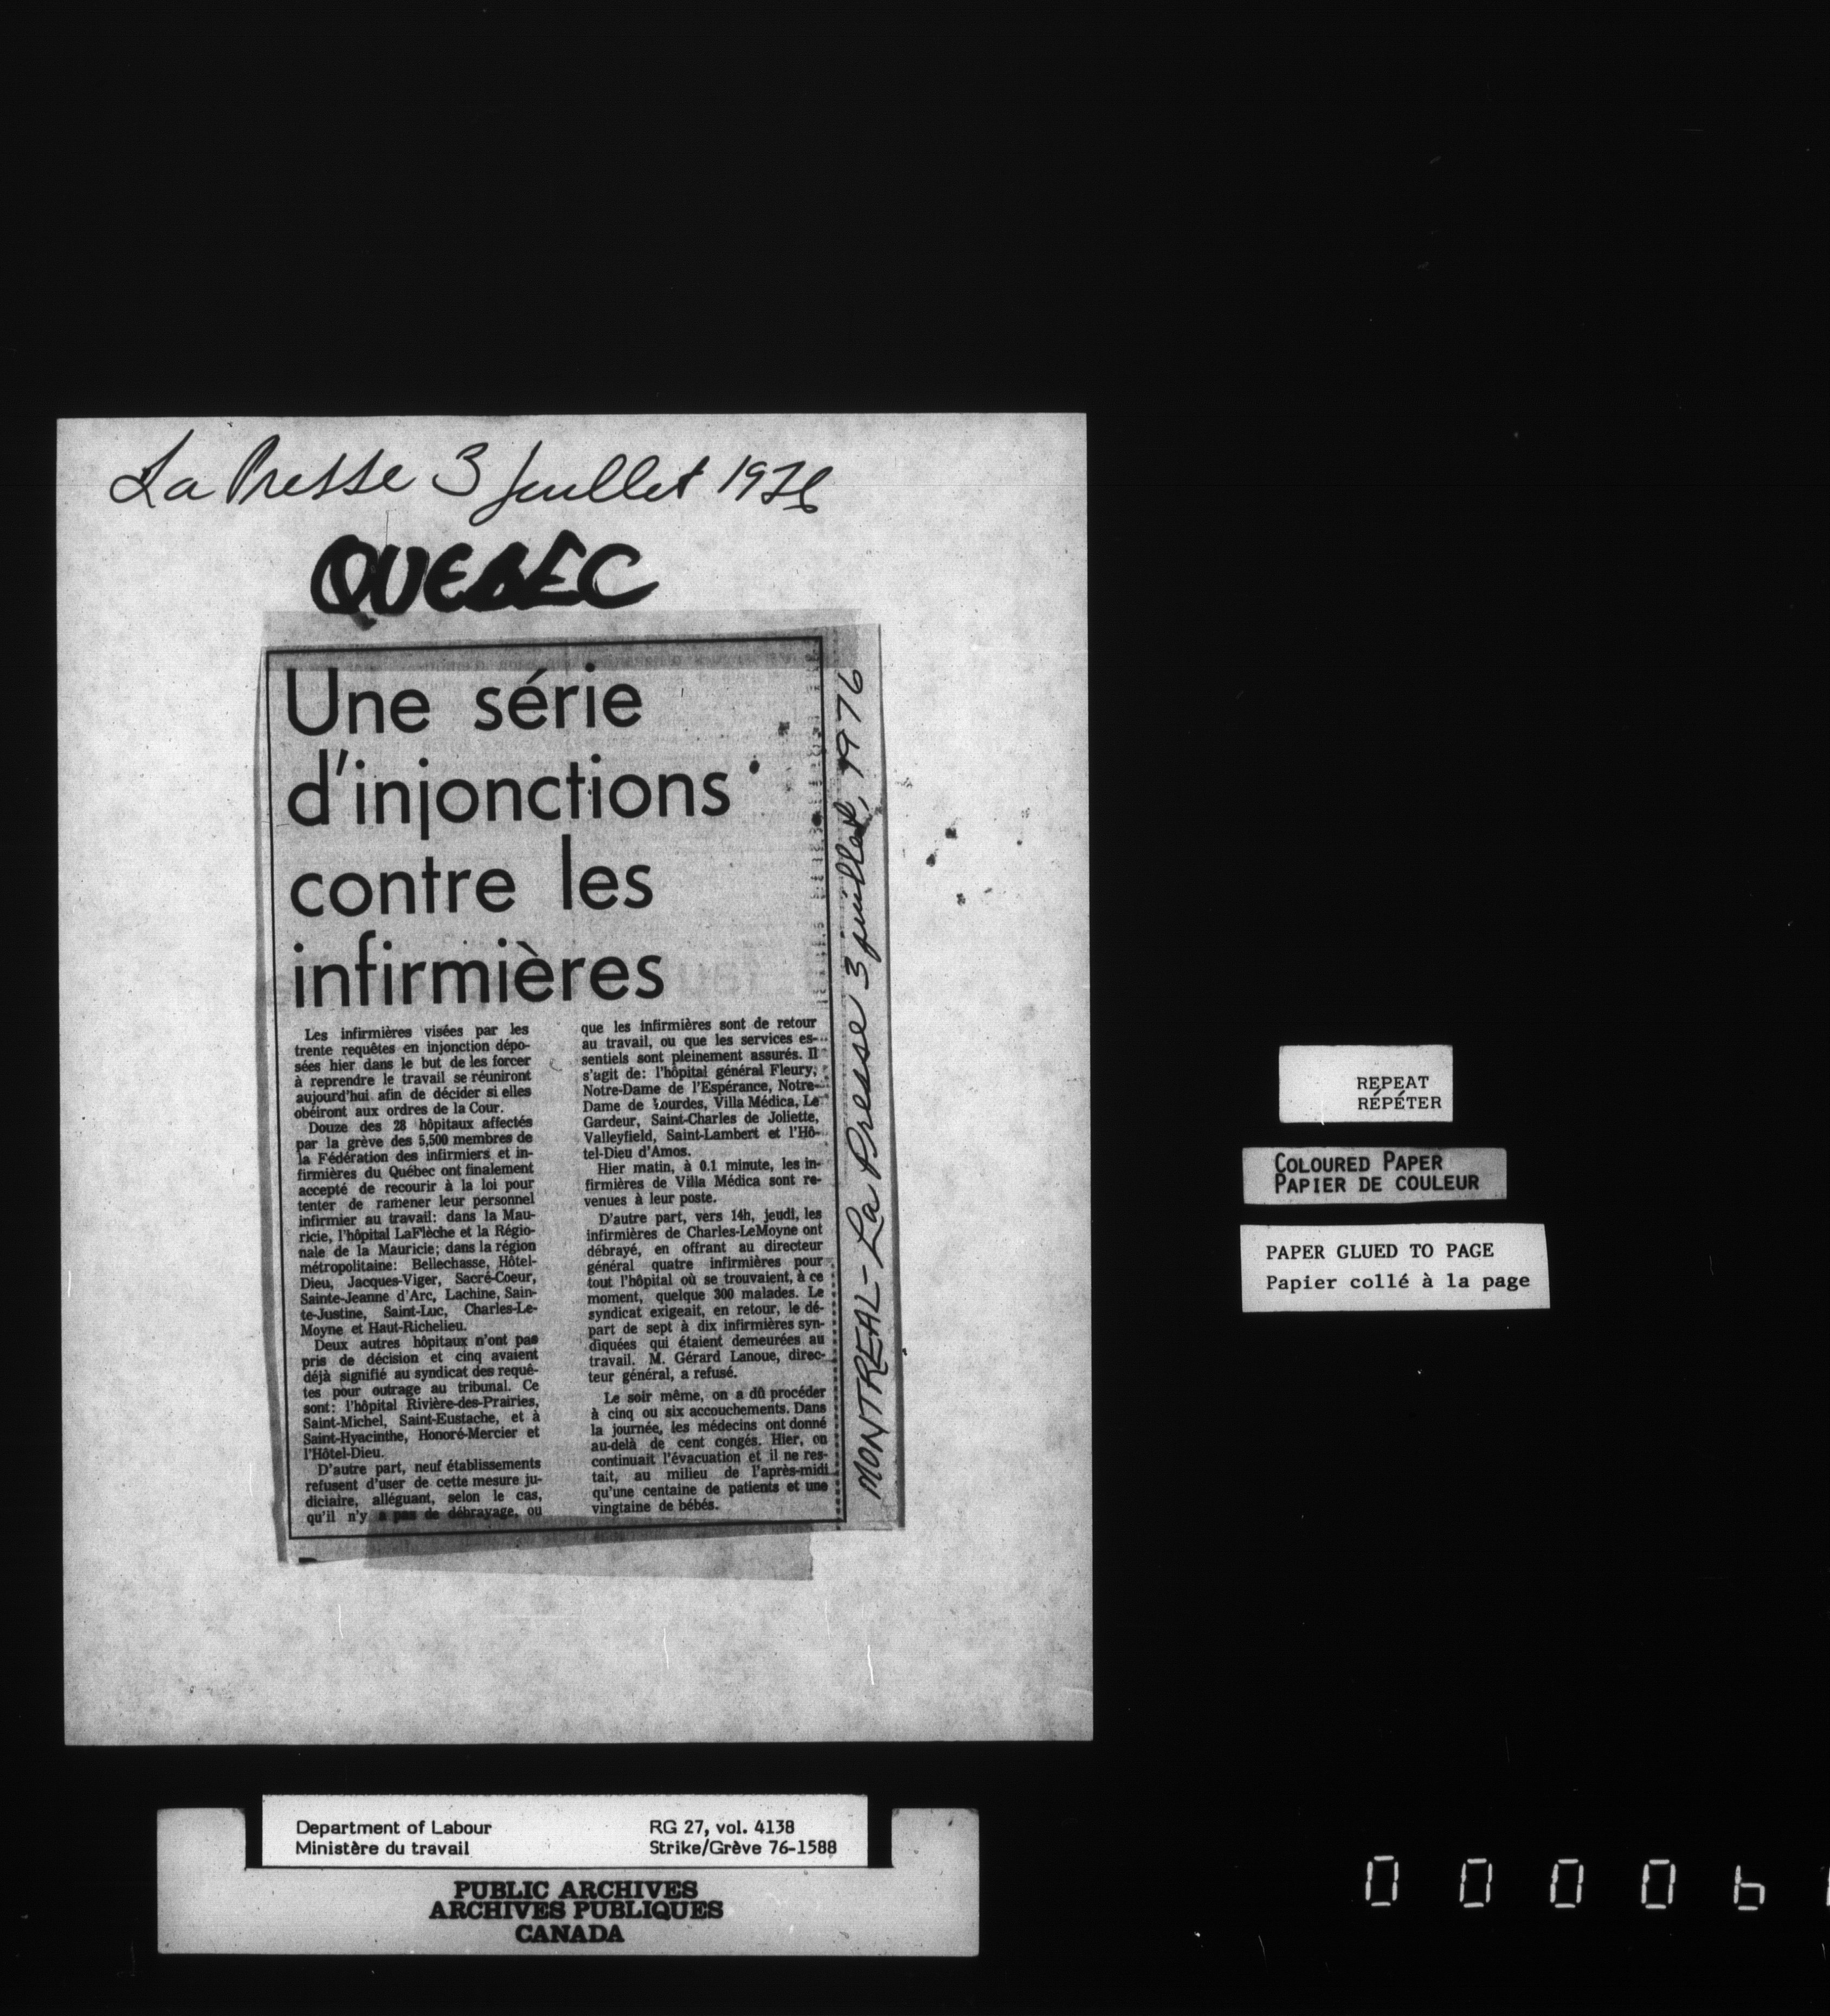 La Presse 3 juillet 1976
QUEBEC
Une série
d'injonctions
contre les
infirmières
Les infirmières visées par les
trente requêtes en injonction dépo-
sées hier dans le but de les forcer
à reprendre le travail se réuniront
aujourd'hui afin de décider si elles
obéiront aux ordres de la Cour.
Douze des 28 hôpitaux affectés
par la grève des 5,500 membres de
la Fédération des infirmiers et in-
firmières du Québec ont finalement
accepté de recourir à la loi pour
tenter de ramener leur personnel
infirmier au travail: dans la Mau-
ricie, l'hôpital LaFlèche et la Régio-
nale de la Mauricie; dans la région
métropolitaine: Bellechasse, Hôtel-
Dieu, Jacques-Viger, Sacré-Coeur,
Sainte-Jeanne d'Arc, Lachine, Sain-
te-Justine, Saint-Luc, Charles-Le-
Moyne et Haut-Richelieu.
Deux autres hôpitaux n'ont pas
pris de décision et cinq avaient
déjà signifié au syndicat des requê-
tes pour outrage au tribunal. Ce
sont: l'hôpital Rivière-des-Prairies,
Saint-Michel, Saint-Eustache, et à
Saint-Hyacinthe, Honoré-Mercier et
l'Hôtel-Dieu.
D'autre part, neuf établissements
refusent d'user de cette mesure ju-
diciaire, alléguant, selon le cas,
qu'il n'y a pas de débrayage, ou
que les infirmières sont de retour
au travail, ou que les services es-
sentiels sont pleinement assurés. Il
s'agit de: l'hôpital général Fleury,
Notre-Dame de l'Espérance, Notre-
Dame de Lourdes, Villa Médica, Le
Gardeur, Saint-Charles de Joliette,
Valleyfield, Saint-Lambert et l'Hô-
tel-Dieu d'Amos.
Hier matin, à 0.1 minute, les in-
firmières de Villa Médica sont re-
venues à leur poste.
D'autre part, vers 14h, jeudi, les
infirmières de Charles-LeMoyne ont
débrayé, en offrant au directeur
général quatre infirmières pour
tout l'hôpital où se trouvaient, à ce
moment, quelque 300 malades. Le
syndicat exigeait, en retour, le dé-
part de sept à dix infirmières syn-
diquées qui étaient demeurées au
travail. M. Gérard Lanoue, direc-
teur général, a refusé.
Le soir même, on a dû procéder
à cinq ou six accouchements. Dans
la journée, les médecins ont donné
au-delà de cent congés. Hier, on
continuait l'évacuation et il ne res-
tait, au milieu de l'après-midi
qu'une centaine de patients et une
vingtaine de bébés.
MONTREAL - La Presse 3 juillet, 1976
REPEAT
RÉPÉTER
COLOURED PAPER
PAPIER DE COULEUR
PAPER GLUED TO PAGE
Papier collé à la page
Department of Labour
Ministère du travail
RG 27, vol. 4138
Strike/Grève 76-1588
PUBLIC ARCHIVES
ARCHIVES PUBLIQUES
CANADA
00006